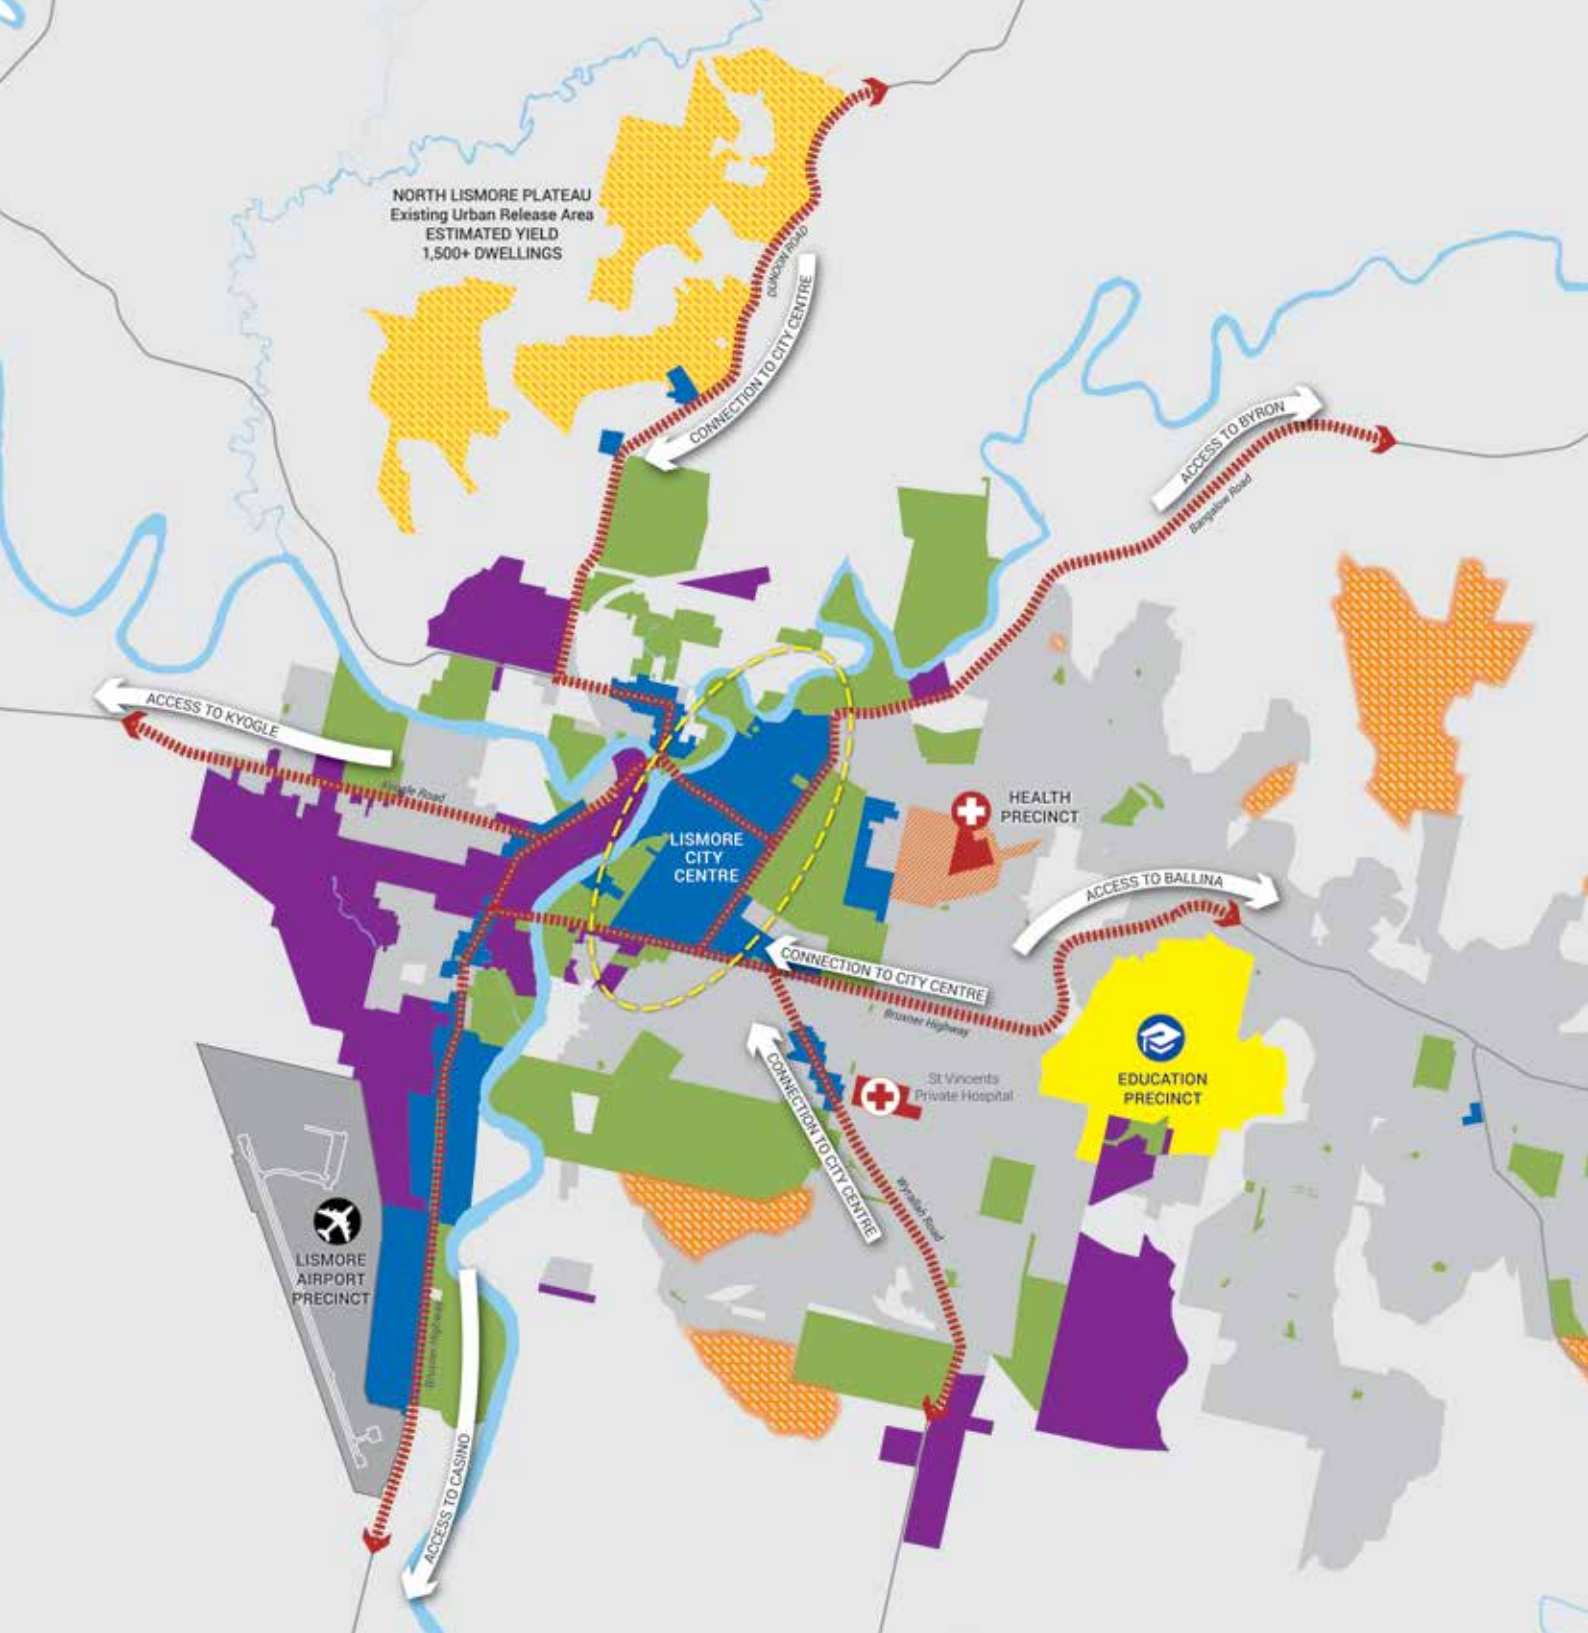 NORTH LISMORE PLATEAU
Existing Urban Release Area
ESTIMATED YIELD
1,500+ DWELLINGS
DUNOON ROAD
CONNECTION TO CITY CENTRE
ACCESS TO BYRON
Bangalow Road
ACCESS TO KYOGLE
Kyogle Road
HEALTH
PRECINCT
LISMORE
CITY
CENTRE
ACCESS TO BALLINA
CONNECTION TO CITY CENTRE
Bruxner Highway
EDUCATION
PRECINCT
St Vincents
Private Hospital
CONNECTION TO CITY CENTRE
Wyrallah Road
LISMORE
AIRPORT
PRECINCT
Bruxner Highway
ACCESS TO CASINO